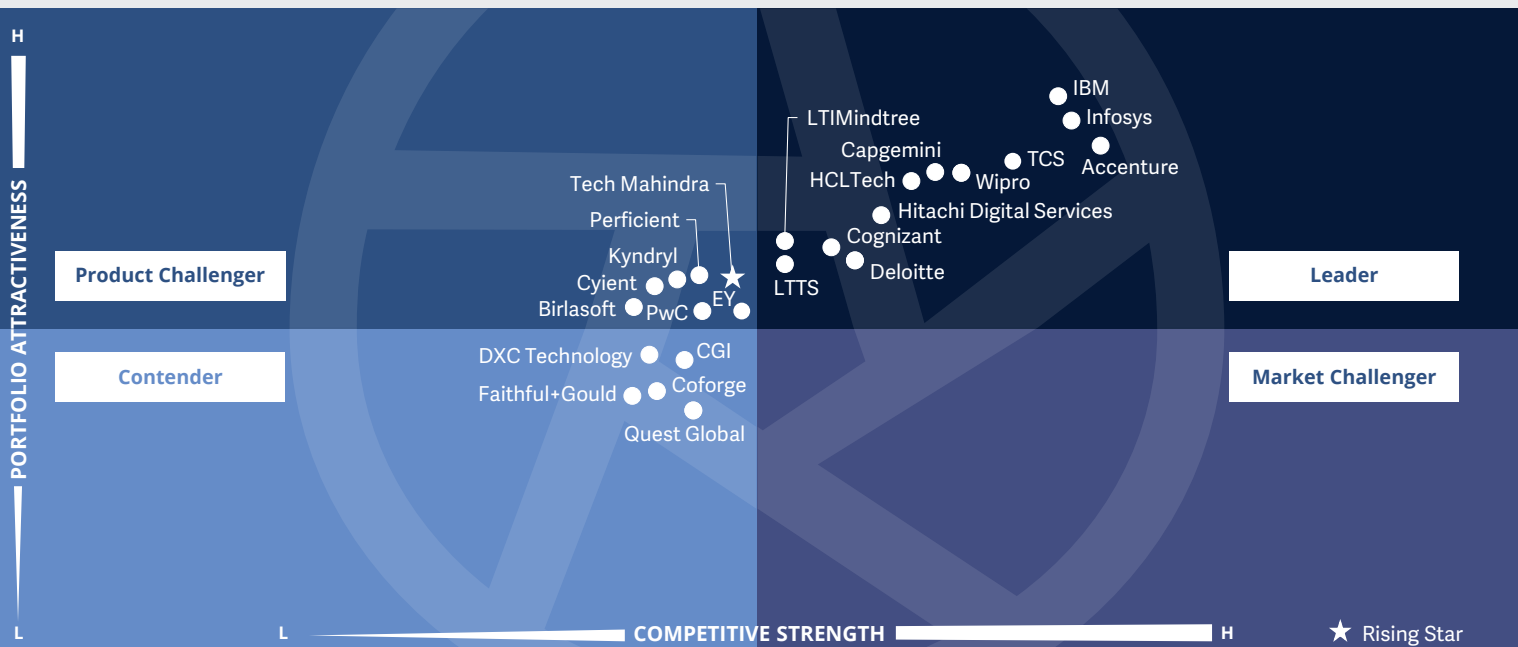 H
IBM
LTIMindtree
Infosys
Capgemini
TCS
Accenture
HCLTech
Wipro
Tech Mahindra
Hitachi Digital Services
Perficient
Cognizant
Kyndryl
Deloitte
Product Challenger
Leader
Cyient
LTTS
EY
Birlasoft
PwC
PORTFOLIO ATTRACTIVENESS
DXC Technology
CGI
Contender
Market Challenger
Coforge
Faithful+Gould
Quest Global
L
L
COMPETITIVE STRENGTH
H
Rising Star